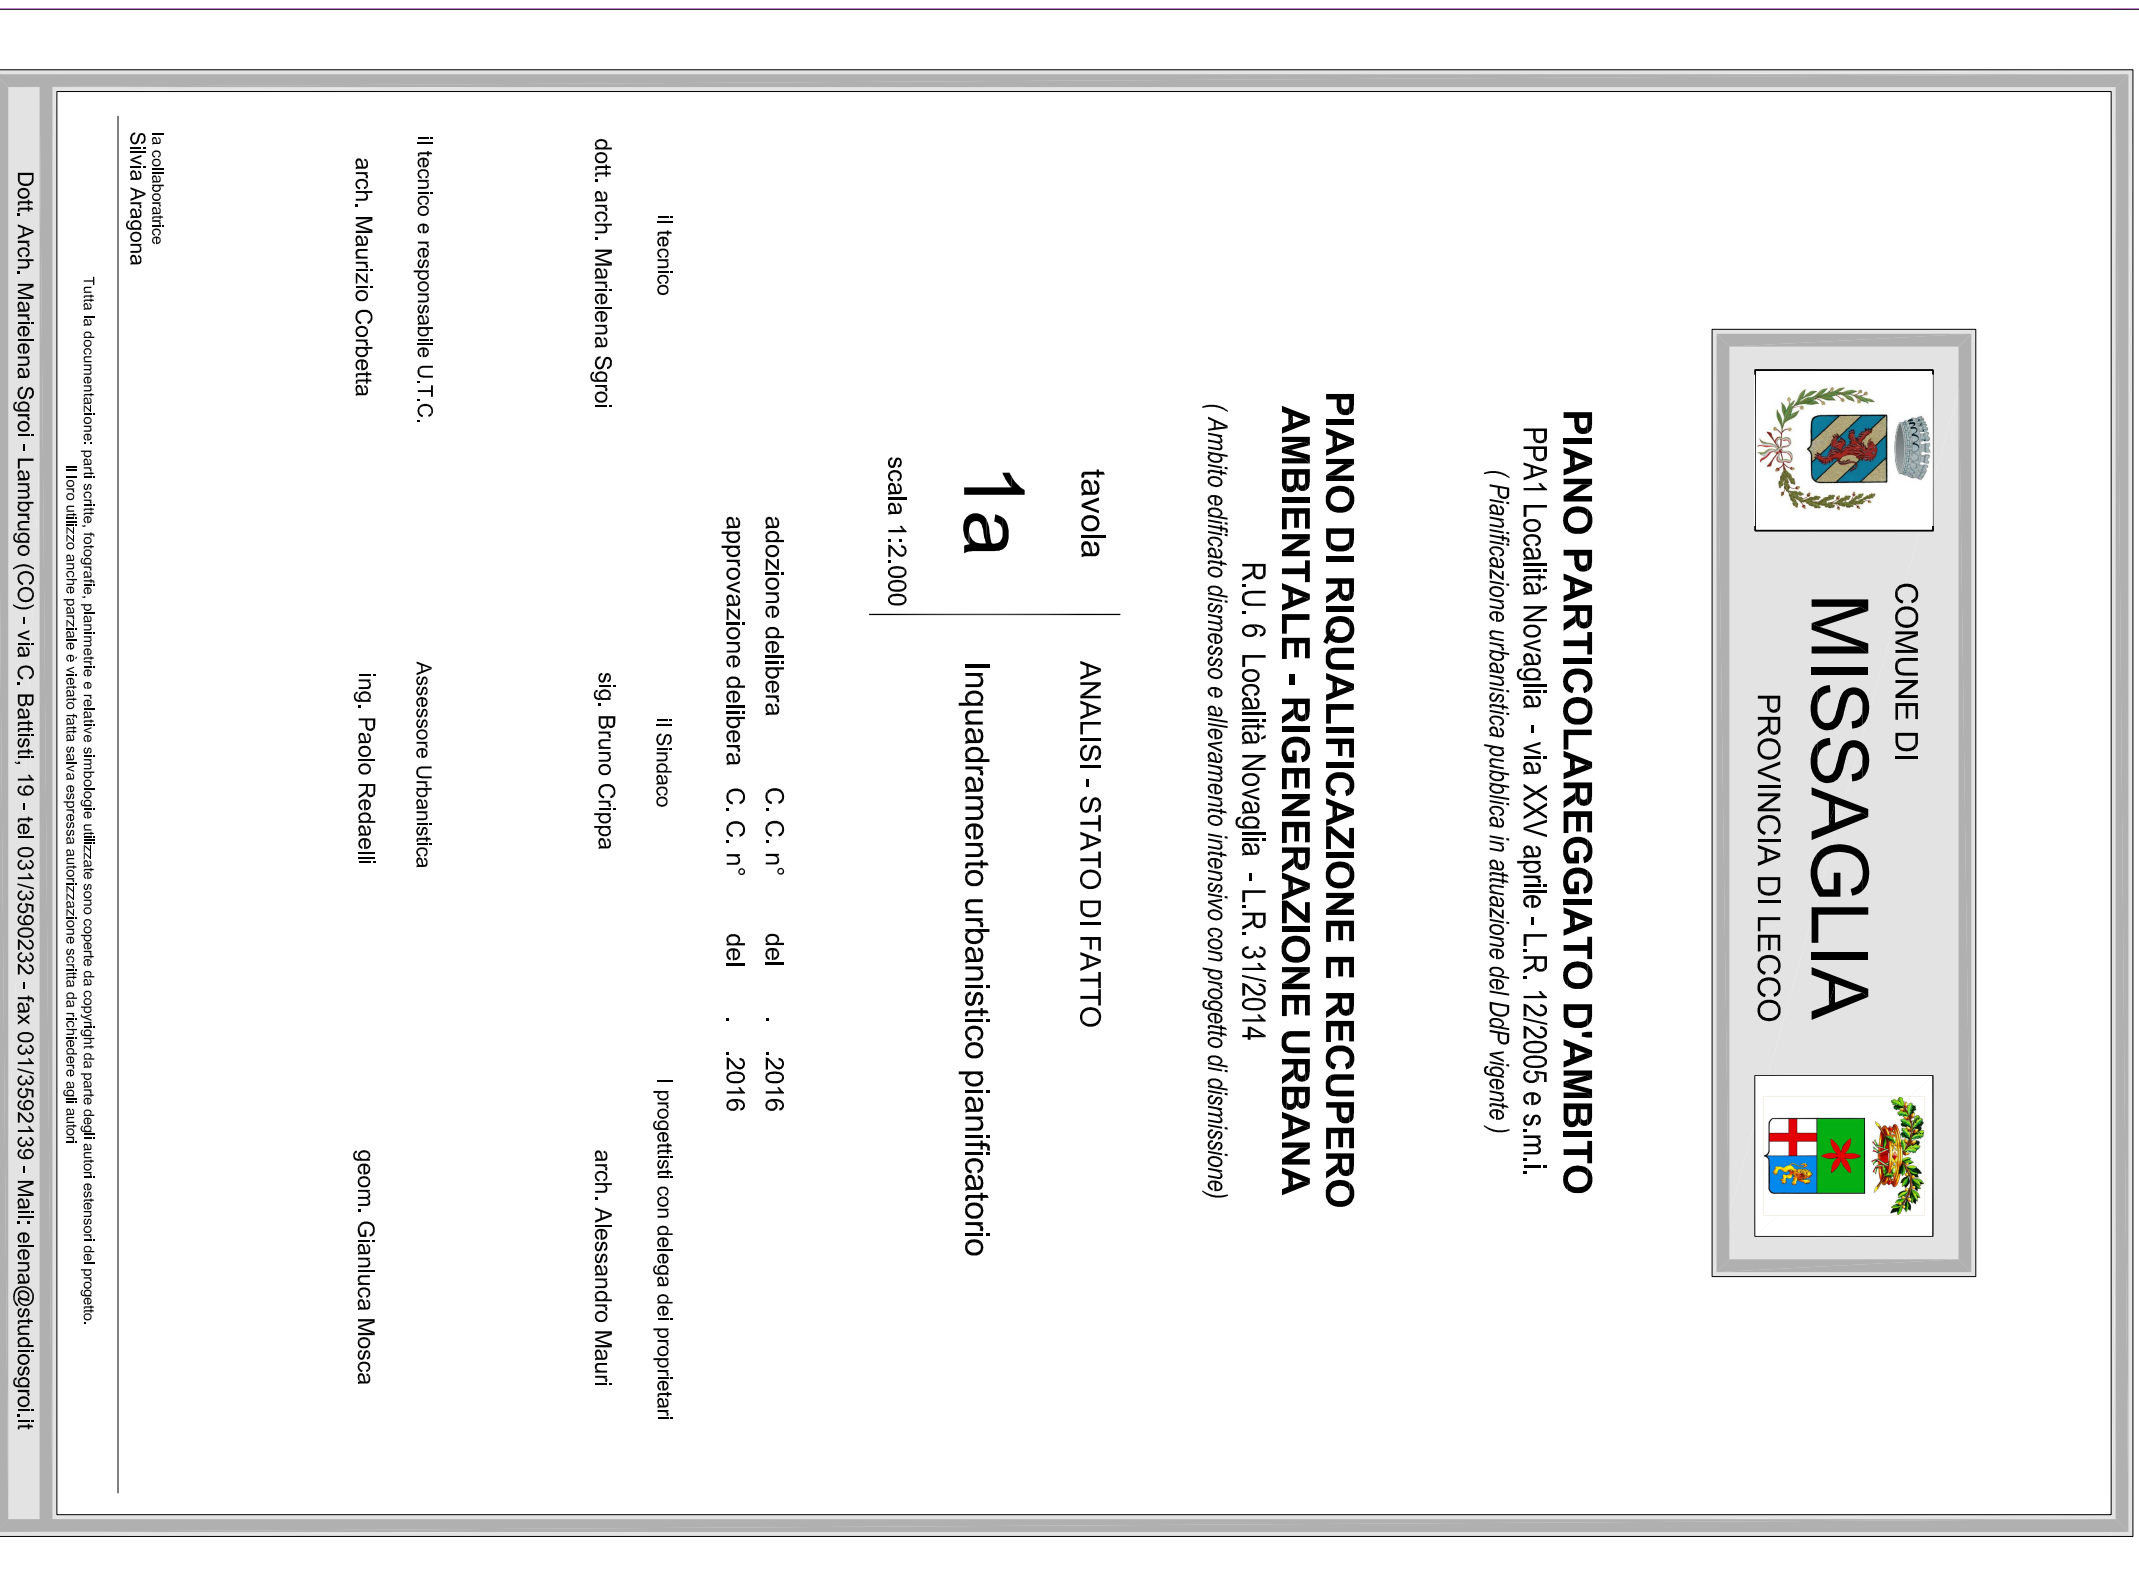 COMUNE DI
MISSAGLIA
PROVINCIA DI LECCO
PIANO PARTICOLAREGGIATO D'AMBITO
PPA1 Località Novaglia - via XXV aprile - L.R. 12/2005 e s.m.i.
( Pianificazione urbanistica pubblica in attuazione del DdP vigente )
PIANO DI RIQUALIFICAZIONE E RECUPERO
AMBIENTALE - RIGENERAZIONE URBANA
R.U. 6 Località Novaglia - L.R. 31/2014
( Ambito edificato dismesso e allevamento intensivo con progetto di dismissione)
tavola ANALISI - STATO DI FATTO
1a Inquadramento urbanistico pianificatorio
scala 1:2.000
adozione delibera C. C. n° del . .2016
approvazione delibera C. C. n° del . .2016
il tecnico il Sindaco I progettisti con delega dei proprietari
dott. arch. Marielena Sgroi sig. Bruno Crippa arch. Alessandro Mauri
il tecnico e responsabile U.T.C. Assessore Urbanistica
arch. Maurizio Corbetta ing. Paolo Redaelli geom. Gianluca Mosca
la collaboratrice
Silvia Aragona
Tutta la documentazione: parti scritte, fotografie, planimetrie e relative simbologie utilizzate sono coperte da copyright da parte degli autori estensori del progetto.
Il loro utilizzo anche parziale è vietato fatta salva espressa autorizzazione scritta da richiedere agli autori
Dott. Arch. Marielena Sgroi - Lambrugo (CO) - via C. Battisti, 19 - tel 031/3590232 - fax 031/3592139 - Mail: elena@studiosgroi.it